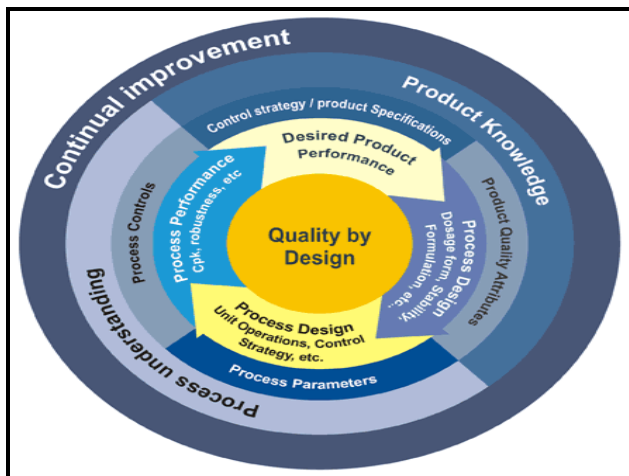 Continual improvement
Product Knowledge
Control strategy / product Specifications
Desired Product
Performance
Process Performance
Cpk, robustness, etc
Process Controls
Quality by
Design
Process Design
Dosage form, Stability,
Formulation, etc.,
Product Quality Attributes
Process Design
Unit Operations, Control
Strategy, etc.
Process Parameters
Process understanding